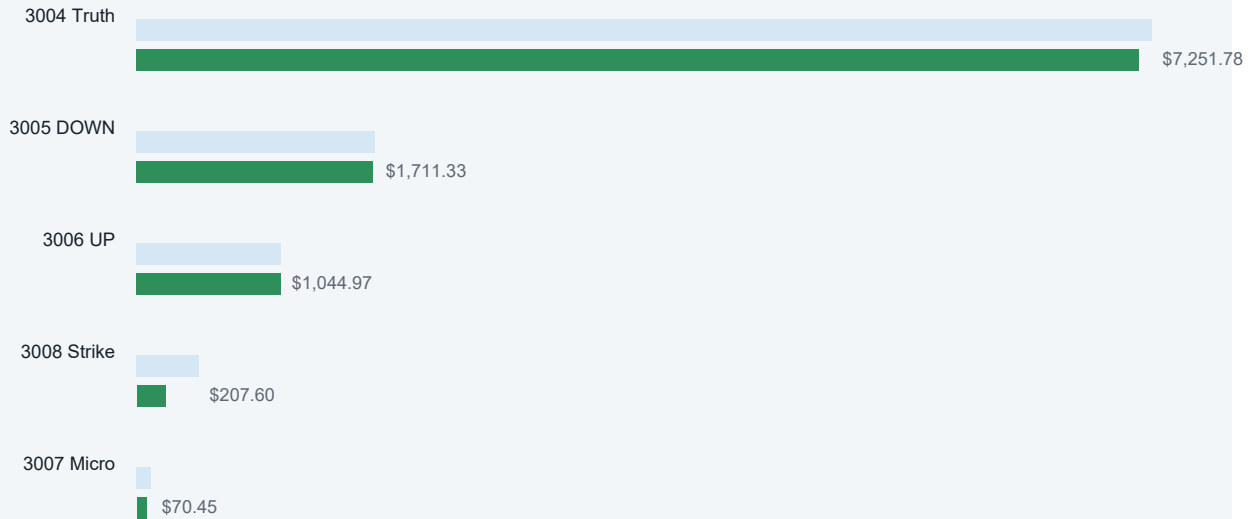 3004 Truth
$7,251.78
3005 DOWN
$1,711.33
3006 UP
$1,044.97
3008 Strike
$207.60
3007 Micro
$70.45